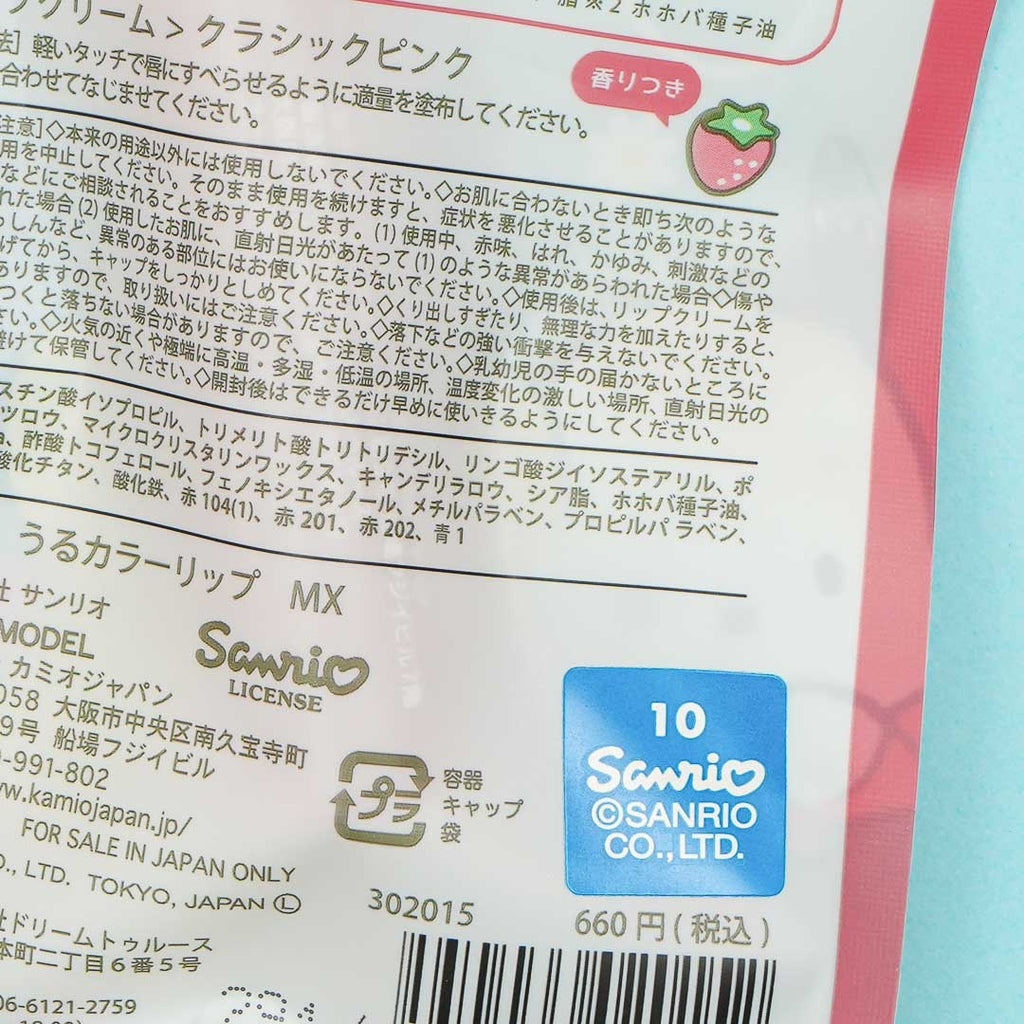 脂※2 ホホバ種子油
クリーム＞クラシックピンク
法］軽いタッチで唇にすべらせるように適量を塗布してください。
合わせてなじませてください。
香りつき
注意］◇本来の用途以外には使用しないでください。◇お肌に合わないとき即ち次のような
用を中止してください。そのまま使用を続けますと、症状を悪化させることがありますので、
などにご相談されることをおすすめします。(1) 使用中、赤味、はれ、かゆみ、刺激などの
れた場合 (2) 使用したお肌に、直射日光があたって (1) のような異常があらわれた場合◇傷や
っしんなど、異常のある部位にはお使いにならないでください。◇使用後は、リップクリームを
げてから、キャップをしっかりとしめてください。◇くり出しすぎたり、無理な力を加えたりすると、
ありますので、取り扱いにはご注意ください。◇落下などの強い衝撃を与えないでください。
つくと落ちない場合がありますので、ご注意ください。◇乳幼児の手の届かないところに
さい。◇火気の近くや極端に高温・多湿・低温の場所、温度変化の激しい場所、直射日光の
避けて保管してください。◇開封後はできるだけ早めに使いきるようにしてください。
スチン酸イソプロピル、トリメリト酸トリトリデシル、リンゴ酸ジイソステアリル、ポ
ツロウ、マイクロクリスタリンワックス、キャンデリラロウ、シア脂、ホホバ種子油、
酢酸トコフェロール、フェノキシエタノール、メチルパラベン、プロピルパラベン、
酸化チタン、酸化鉄、赤 104(1)、赤 201、赤 202、青 1
うるカラーリップ MX
社 サンリオ
MODEL
Sanrio
LICENSE
カミオジャパン
058 大阪市中央区南久宝寺町
9号 船場フジイビル
-991-802
ww.kamiojapan.jp/
FOR SALE IN JAPAN ONLY
O., LTD. TOKYO, JAPAN Ⓛ
プラ
容器
キャップ
袋
10
Sanrio
©SANRIO
CO., LTD.
302015
660 円 ( 税込 )
社ドリームトゥルース
本町二丁目６番５号
06-6121-2759